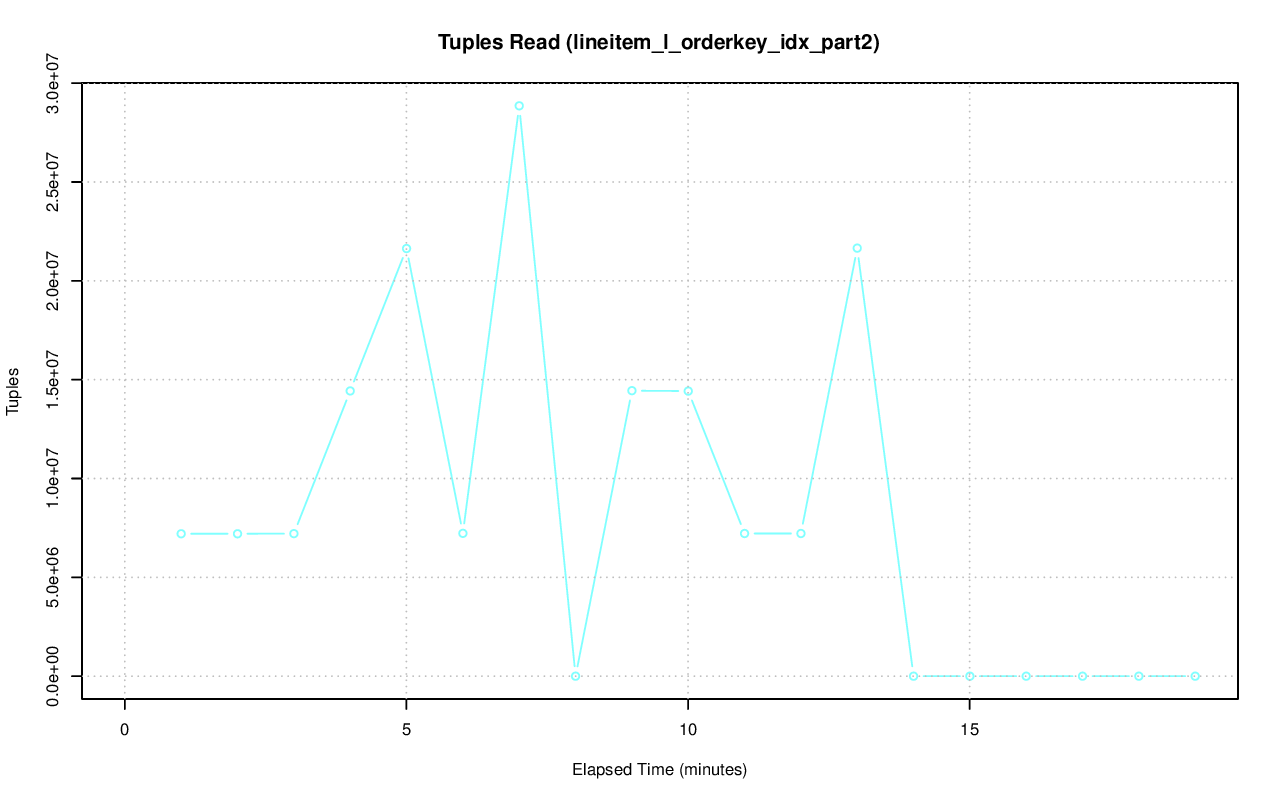 Tuples Read (lineitem_l_orderkey_idx_part2)
3.0e+07
2.5e+07
2.0e+07
1.5e+07
1.0e+07
5.0e+06
0.0e+00
Tuples
0 5 10 15
Elapsed Time (minutes)